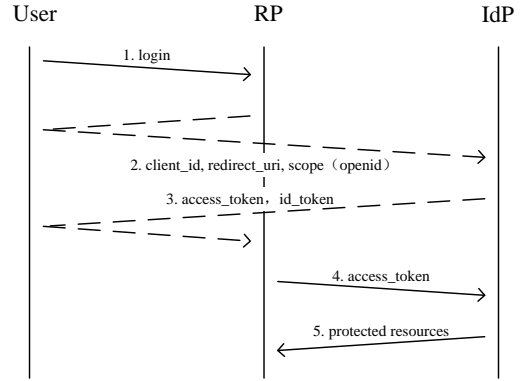 User RP IdP
1. login
2. client_id, redirect_uri, scope（openid）
3. access_token，id_token
4. access_token
5. protected resources